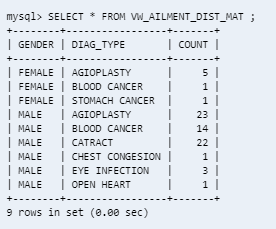 mysql> SELECT * FROM VW_AILMENT_DIST_MAT ;
+--------+----------------+-------+
| GENDER | DIAG_TYPE      | COUNT |
+--------+----------------+-------+
| FEMALE | AGIOPLASTY     |     5 |
| FEMALE | BLOOD CANCER   |     1 |
| FEMALE | STOMACH CANCER |     1 |
| MALE   | AGIOPLASTY     |    23 |
| MALE   | BLOOD CANCER   |    14 |
| MALE   | CATRACT        |    22 |
| MALE   | CHEST CONGESION |     1 |
| MALE   | EYE INFECTION  |     3 |
| MALE   | OPEN HEART     |     1 |
+--------+----------------+-------+
9 rows in set (0.00 sec)